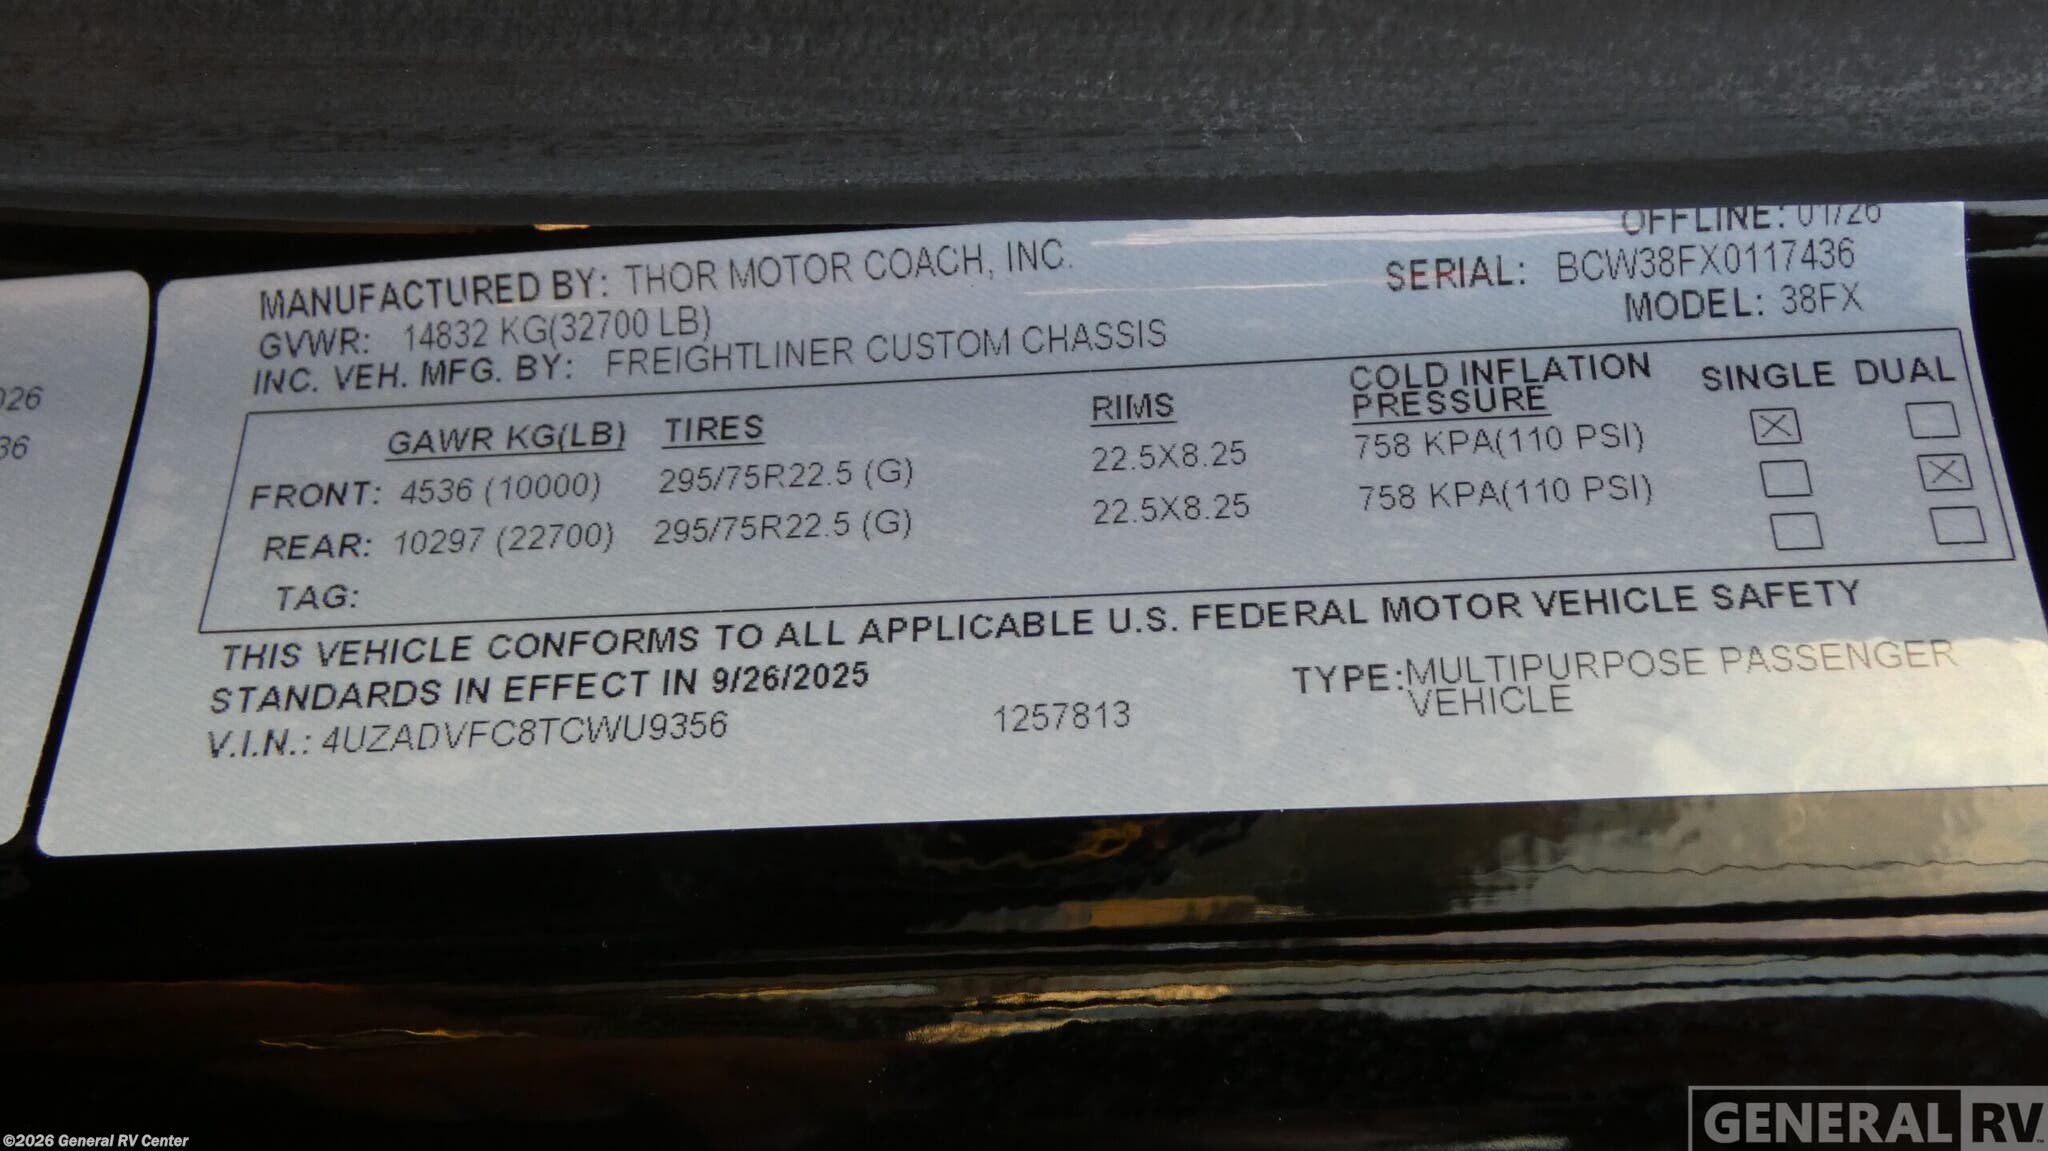 OFFLINE: 01/26
MANUFACTURED BY: THOR MOTOR COACH, INC.
SERIAL: BCW38FX0117436
GVWR: 14832 KG(32700 LB)
MODEL: 38FX
INC. VEH. MFG. BY: FREIGHTLINER CUSTOM CHASSIS
GAWR KG(LB) TIRES RIMS COLD INFLATION PRESSURE SINGLE DUAL
FRONT: 4536 (10000) 295/75R22.5 (G) 22.5X8.25 758 KPA(110 PSI)
REAR: 10297 (22700) 295/75R22.5 (G) 22.5X8.25 758 KPA(110 PSI)
TAG:
THIS VEHICLE CONFORMS TO ALL APPLICABLE U.S. FEDERAL MOTOR VEHICLE SAFETY
STANDARDS IN EFFECT IN 9/26/2025
V.I.N.: 4UZADVFC8TCWU9356 1257813 TYPE: MULTIPURPOSE PASSENGER
VEHICLE
©2026 General RV Center
GENERAL RV